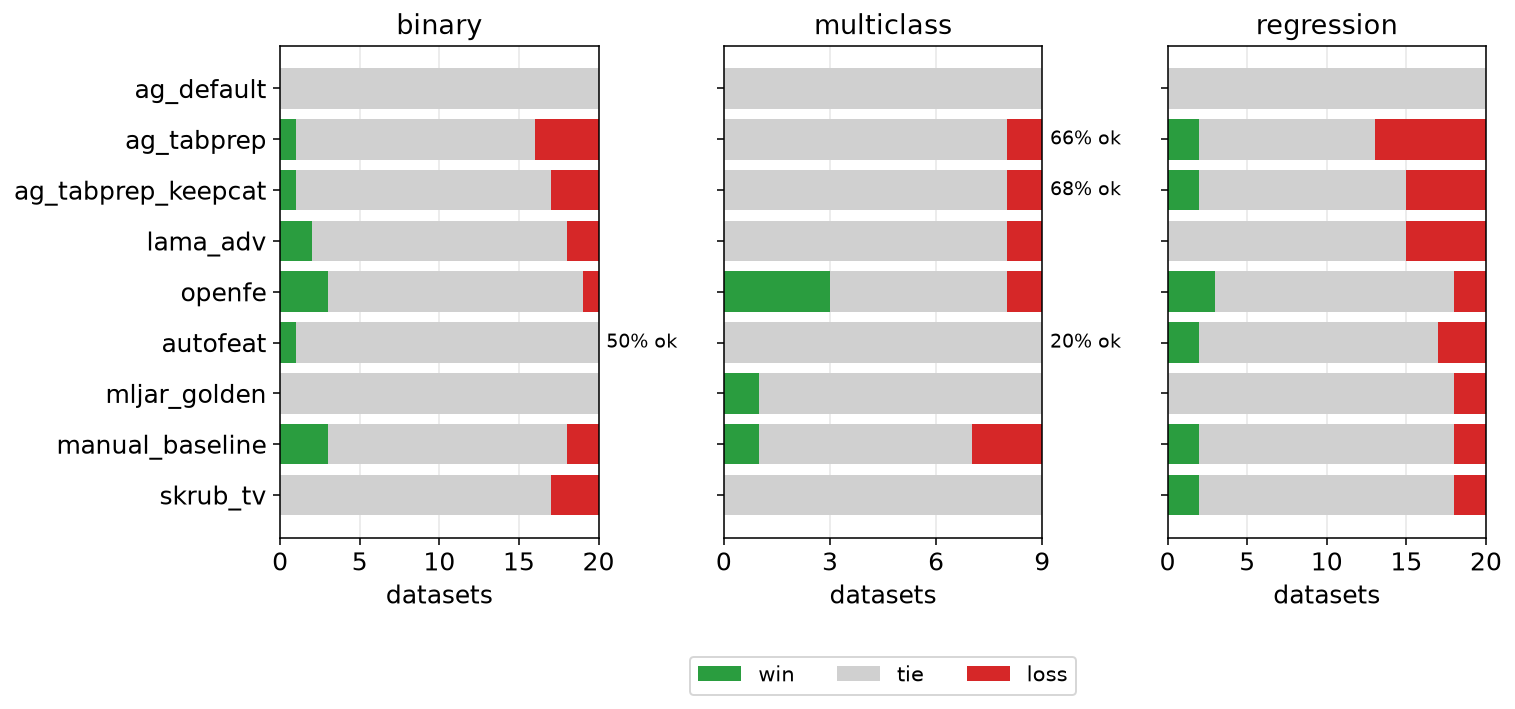 binary
multiclass
regression
ag_default
ag_tabprep
66% ok
ag_tabprep_keepcat
68% ok
lama_adv
openfe
autofeat
50% ok
20% ok
mljar_golden
manual_baseline
skrub_tv
0 5 10 15 20
0 3 6 9
0 5 10 15 20
datasets
datasets
datasets
win tie loss